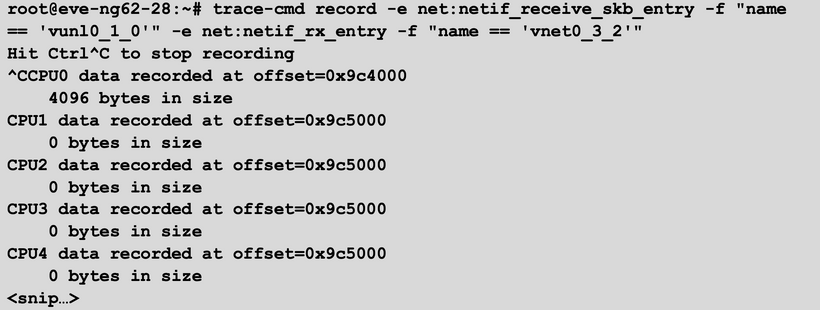 root@eve-ng62-28:~# trace-cmd record -e net:netif_receive_skb_entry -f "name
== 'vunl0_1_0'" -e net:netif_rx_entry -f "name == 'vnet0_3_2'"
Hit Ctrl^C to stop recording
^CCPU0 data recorded at offset=0x9c4000
    4096 bytes in size
CPU1 data recorded at offset=0x9c5000
    0 bytes in size
CPU2 data recorded at offset=0x9c5000
    0 bytes in size
CPU3 data recorded at offset=0x9c5000
    0 bytes in size
CPU4 data recorded at offset=0x9c5000
    0 bytes in size
<snip…>